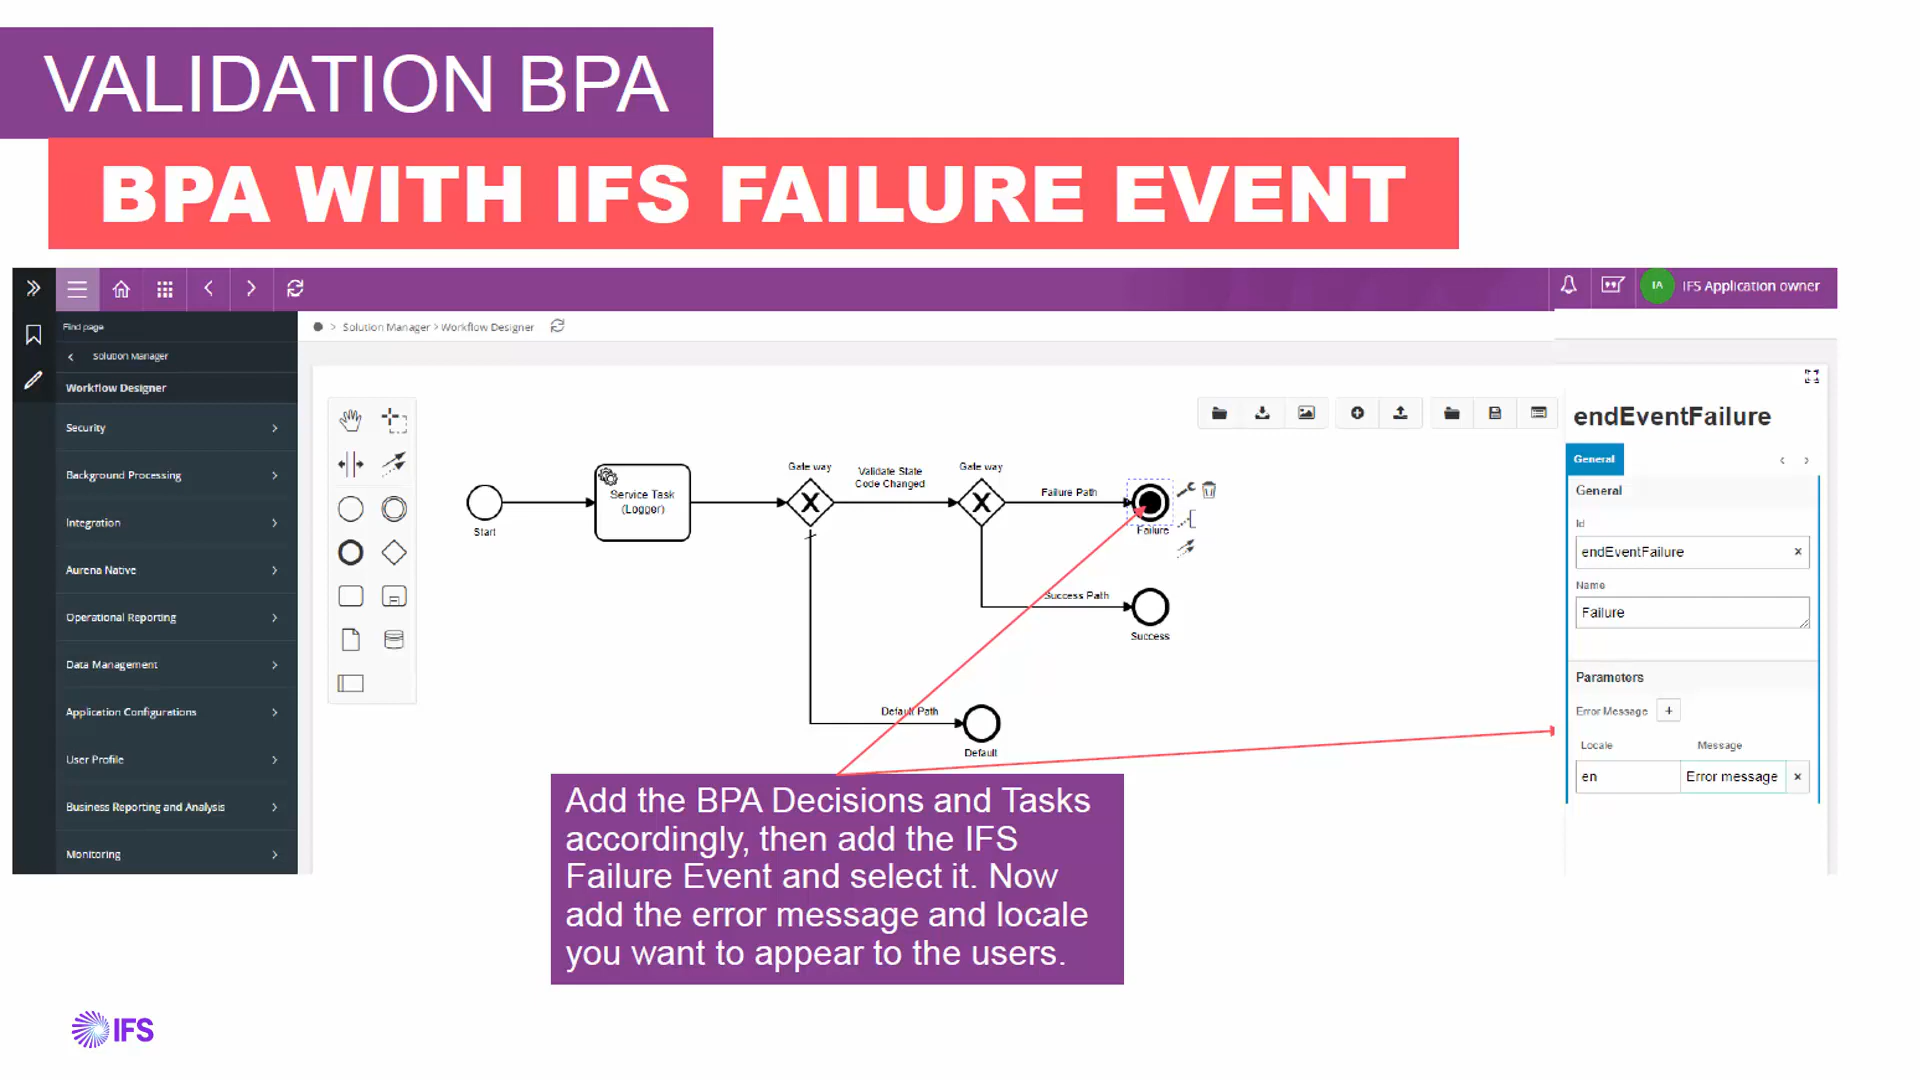 VALIDATION BPA
BPA WITH IFS FAILURE EVENT
IA
IFS Application owner
Find page
Solution Manager
Workflow Designer
Security
Background Processing
Integration
Aurena Native
Operational Reporting
Data Management
Application Configurations
User Profile
Business Reporting and Analysis
Monitoring
> Solution Manager > Workflow Designer
Start
Service Task
(Logger)
Gate way
X
Validate State
Code Changed
Gate way
X
Failure Path
Failure
Success Path
Success
Default Path
Default
endEventFailure
General
General
Id
endEventFailure
Name
Failure
Parameters
Error Message +
Locale Message
en Error message
Add the BPA Decisions and Tasks
accordingly, then add the IFS
Failure Event and select it. Now
add the error message and locale
you want to appear to the users.
IFS